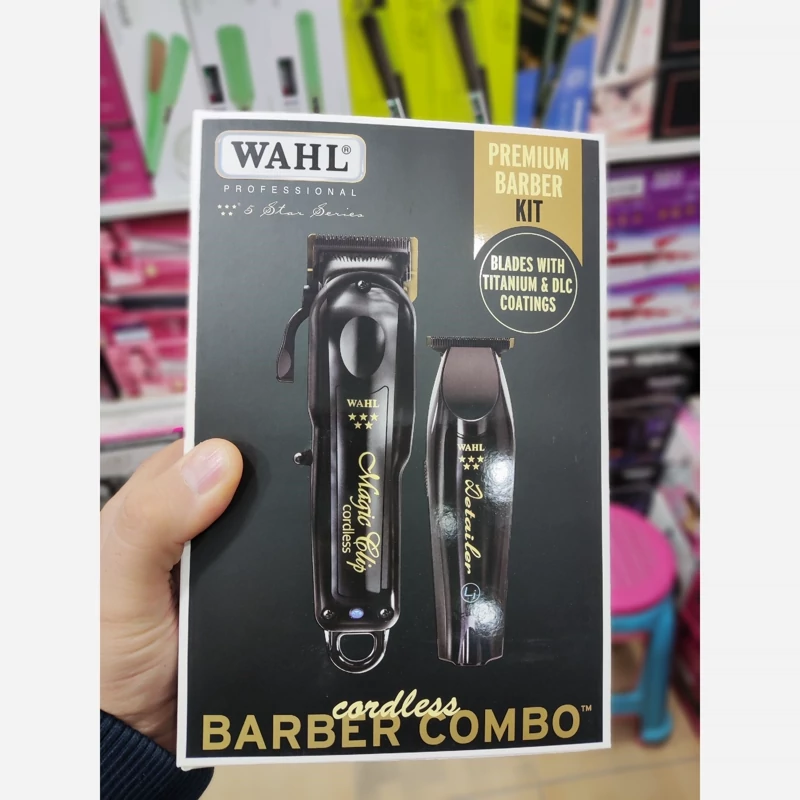 WAHL®
PROFESSIONAL
5 Star Series
PREMIUM
BARBER
KIT
BLADES WITH
TITANIUM & DLC
COATINGS
WAHL
Magic Clip
cordless
WAHL
Detailer
Li
cordless
BARBER COMBO™